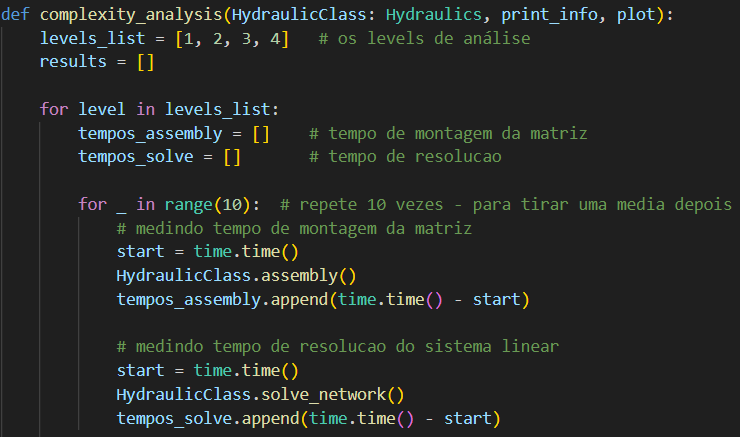 def complexity_analysis(HydraulicClass: Hydraulics, print_info, plot):
    levels_list = [1, 2, 3, 4]   # os levels de análise
    results = []

    for level in levels_list:
        tempos_assembly = []    # tempo de montagem da matriz
        tempos_solve = []       # tempo de resolucao

        for _ in range(10):  # repete 10 vezes - para tirar uma media depois
            # medindo tempo de montagem da matriz
            start = time.time()
            HydraulicClass.assembly()
            tempos_assembly.append(time.time() - start)

            # medindo tempo de resolucao do sistema linear
            start = time.time()
            HydraulicClass.solve_network()
            tempos_solve.append(time.time() - start)